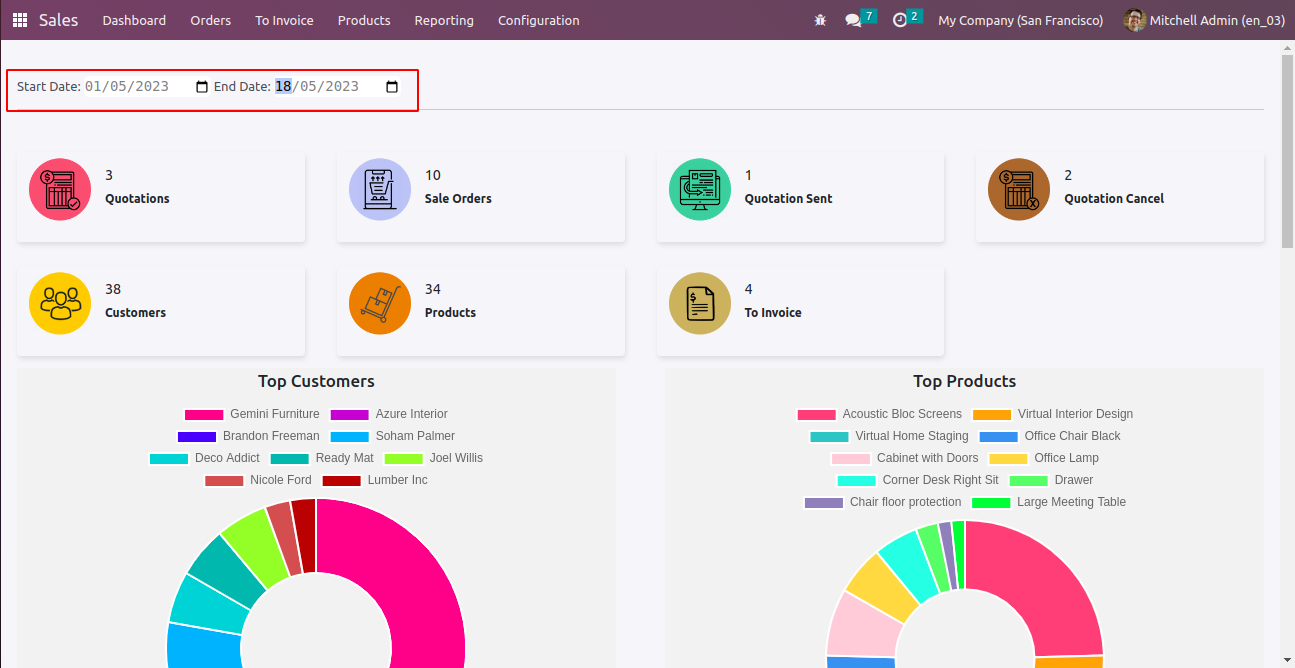 Sales Dashboard Orders To Invoice Products Reporting Configuration 7 2 My Company (San Francisco) Mitchell Admin (en_03)
Start Date: 01/05/2023 End Date: 18/05/2023
3
Quotations
10
Sale Orders
1
Quotation Sent
2
Quotation Cancel
38
Customers
34
Products
4
To Invoice
Top Customers
Gemini Furniture Azure Interior
Brandon Freeman Soham Palmer
Deco Addict Ready Mat Joel Willis
Nicole Ford Lumber Inc
Top Products
Acoustic Bloc Screens Virtual Interior Design
Virtual Home Staging Office Chair Black
Cabinet with Doors Office Lamp
Corner Desk Right Sit Drawer
Chair floor protection Large Meeting Table